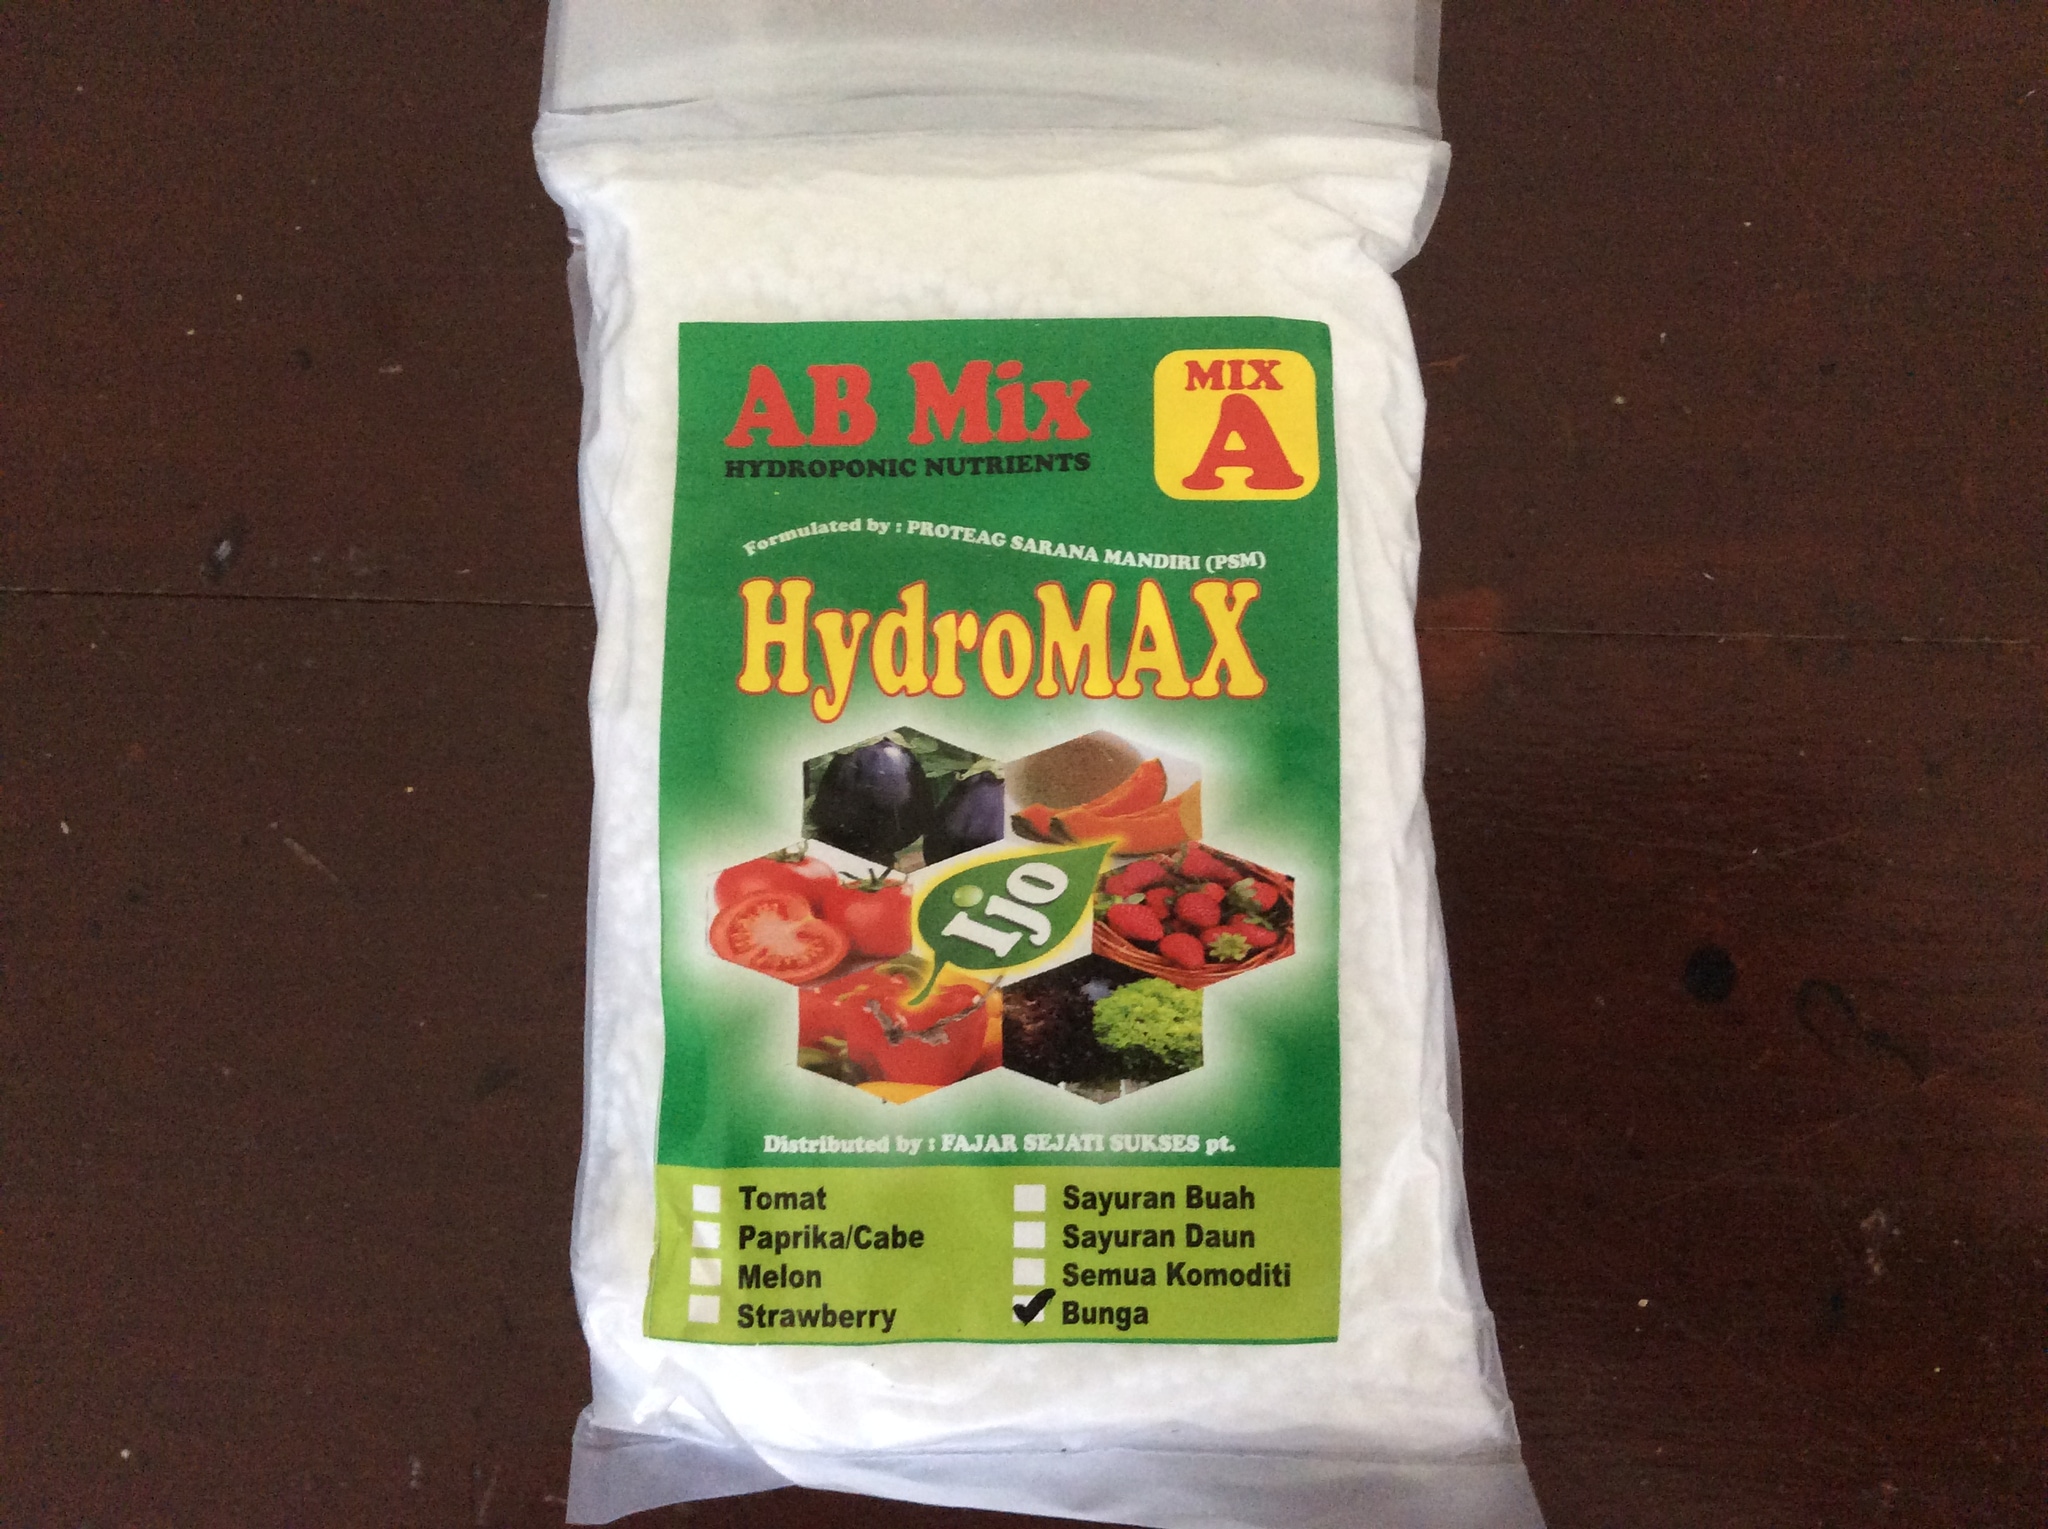 AB Mix
HYDROPONIC NUTRIENTS
MIX
A
Formulated by : PROTEAG SARANA MANDIRI (PSM)
HydroMAX
Ijo
Distributed by : FAJAR SEJATI SUKSES pt.
Tomat
Paprika/Cabe
Melon
Strawberry
Sayuran Buah
Sayuran Daun
Semua Komoditi
Bunga